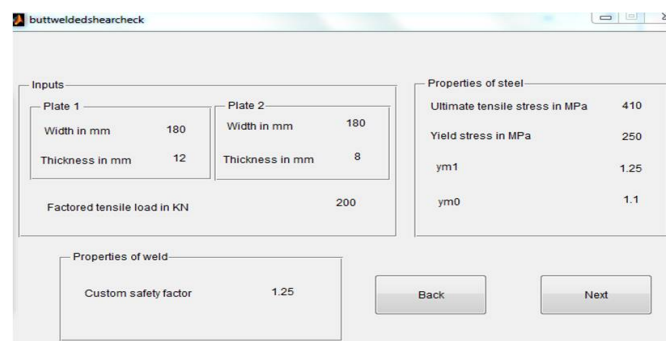 buttweldedshearcheck
Inputs
Plate 1
Width in mm 180
Thickness in mm 12
Plate 2
Width in mm 180
Thickness in mm 8
Factored tensile load in KN 200
Properties of steel
Ultimate tensile stress in MPa 410
Yield stress in MPa 250
ym1 1.25
ym0 1.1
Properties of weld
Custom safety factor 1.25
Back
Next